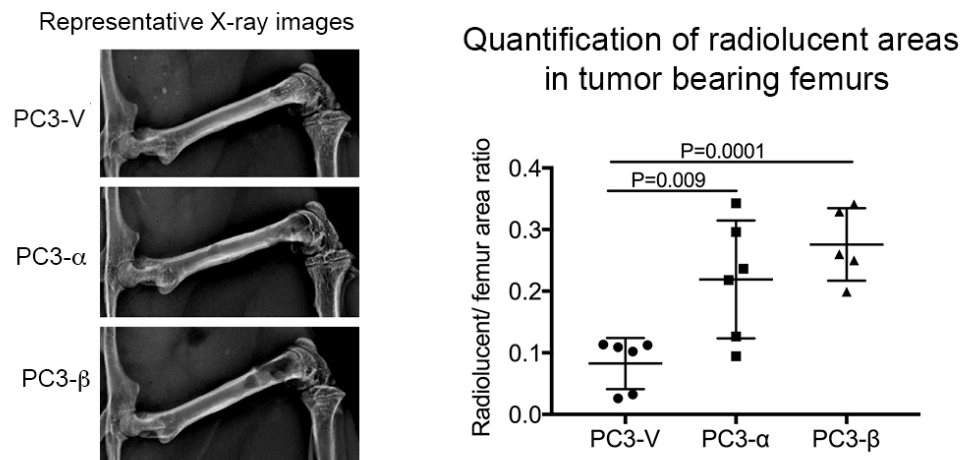 Representative X-ray images
PC3-V
PC3-α
PC3-β
Quantification of radiolucent areas
in tumor bearing femurs
Radiolucent/ femur area ratio
0.4
0.3
0.2
0.1
0.0
P=0.0001
P=0.009
PC3-V PC3-α PC3-β